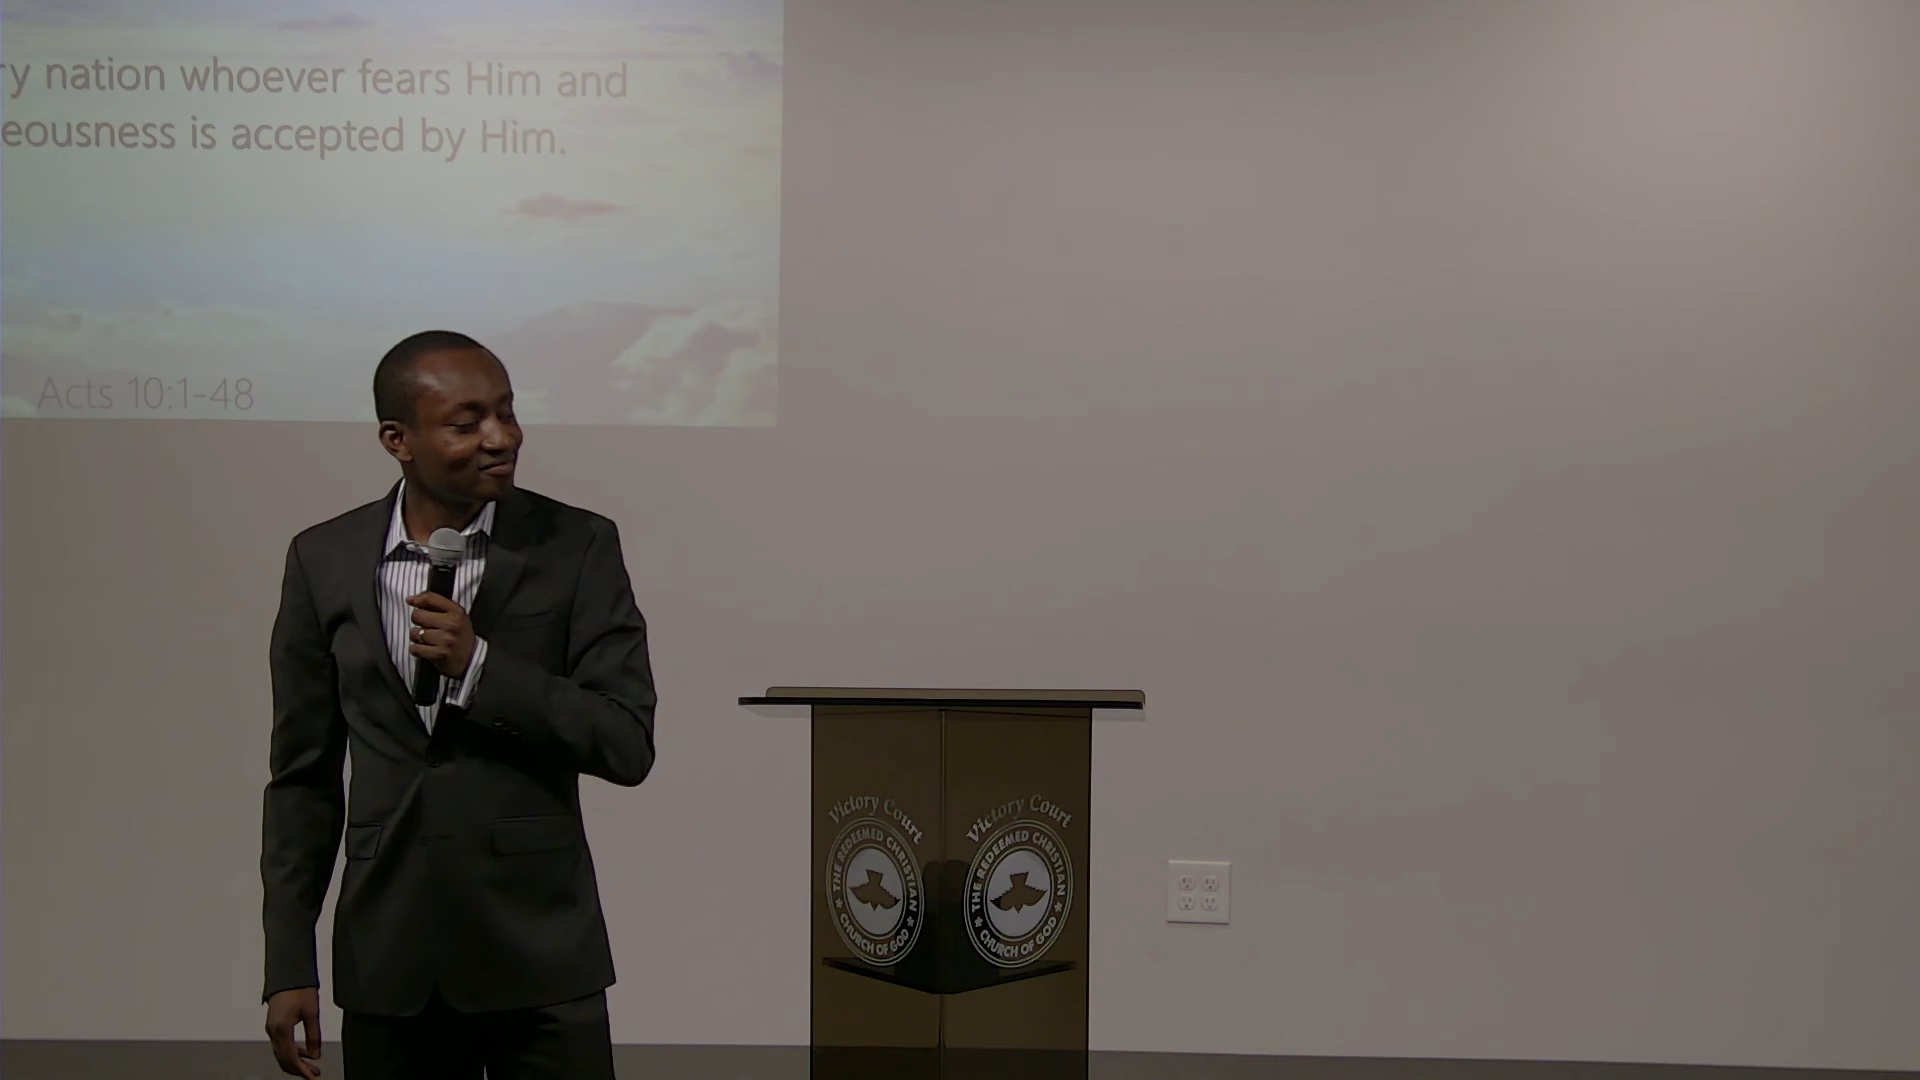 y nation whoever fears Him and
eousness is accepted by Him.
Acts 10:1-48
Victory Court
THE REDEEMED CHRISTIAN
CHURCH OF GOD
Victory Court
THE REDEEMED CHRISTIAN
CHURCH OF GOD